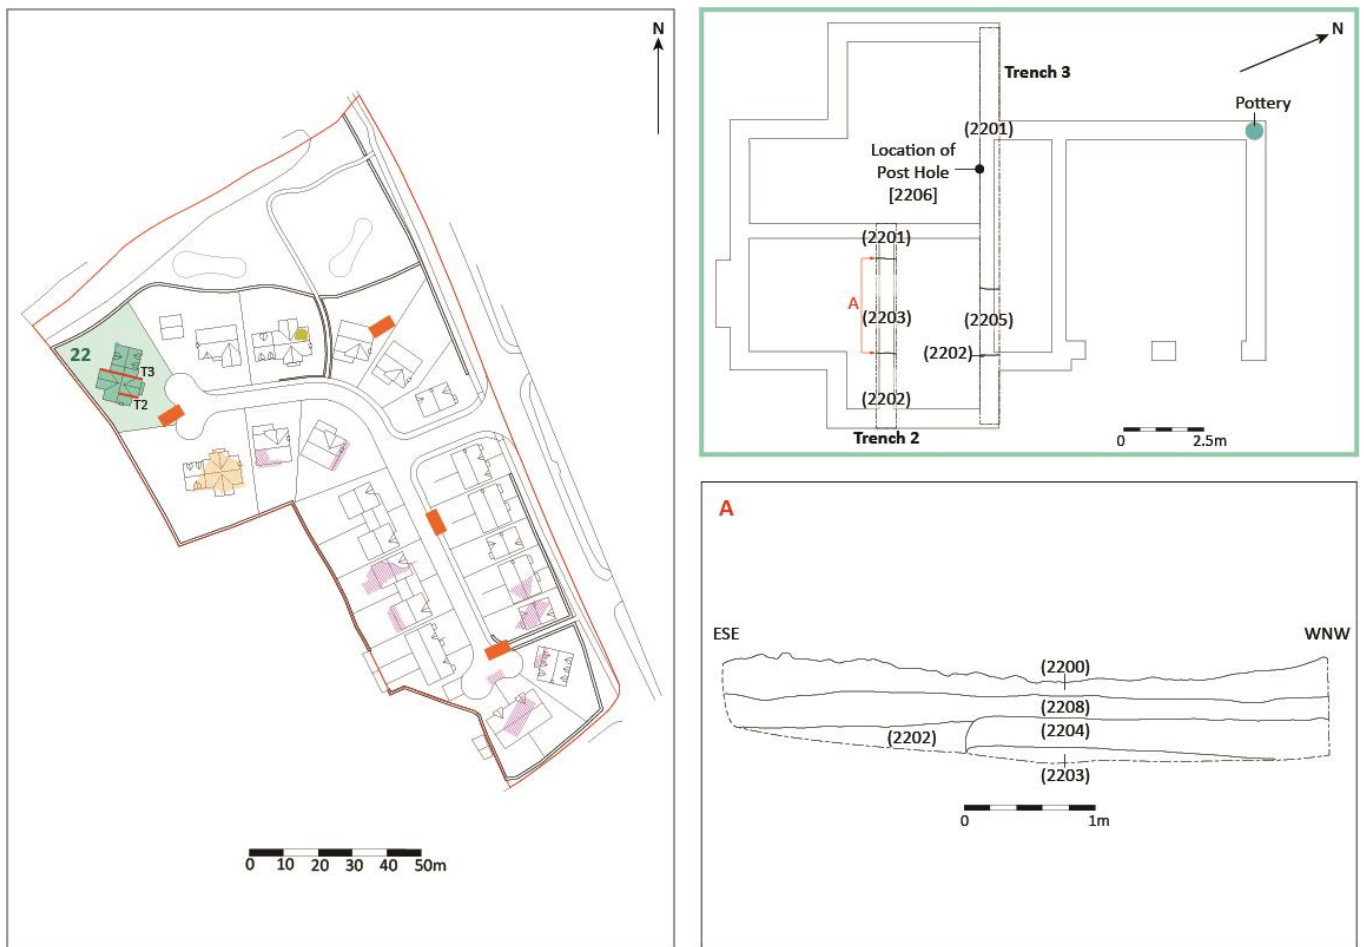 N
22
T3
T2
0 10 20 30 40 50m
N
Trench 3
Pottery
(2201)
Location of
Post Hole
[2206]
(2201)
A
(2203)
(2205)
(2202)
(2202)
Trench 2
0 2.5m
A
ESE
WNW
(2200)
(2208)
(2204)
(2202)
(2203)
0 1m